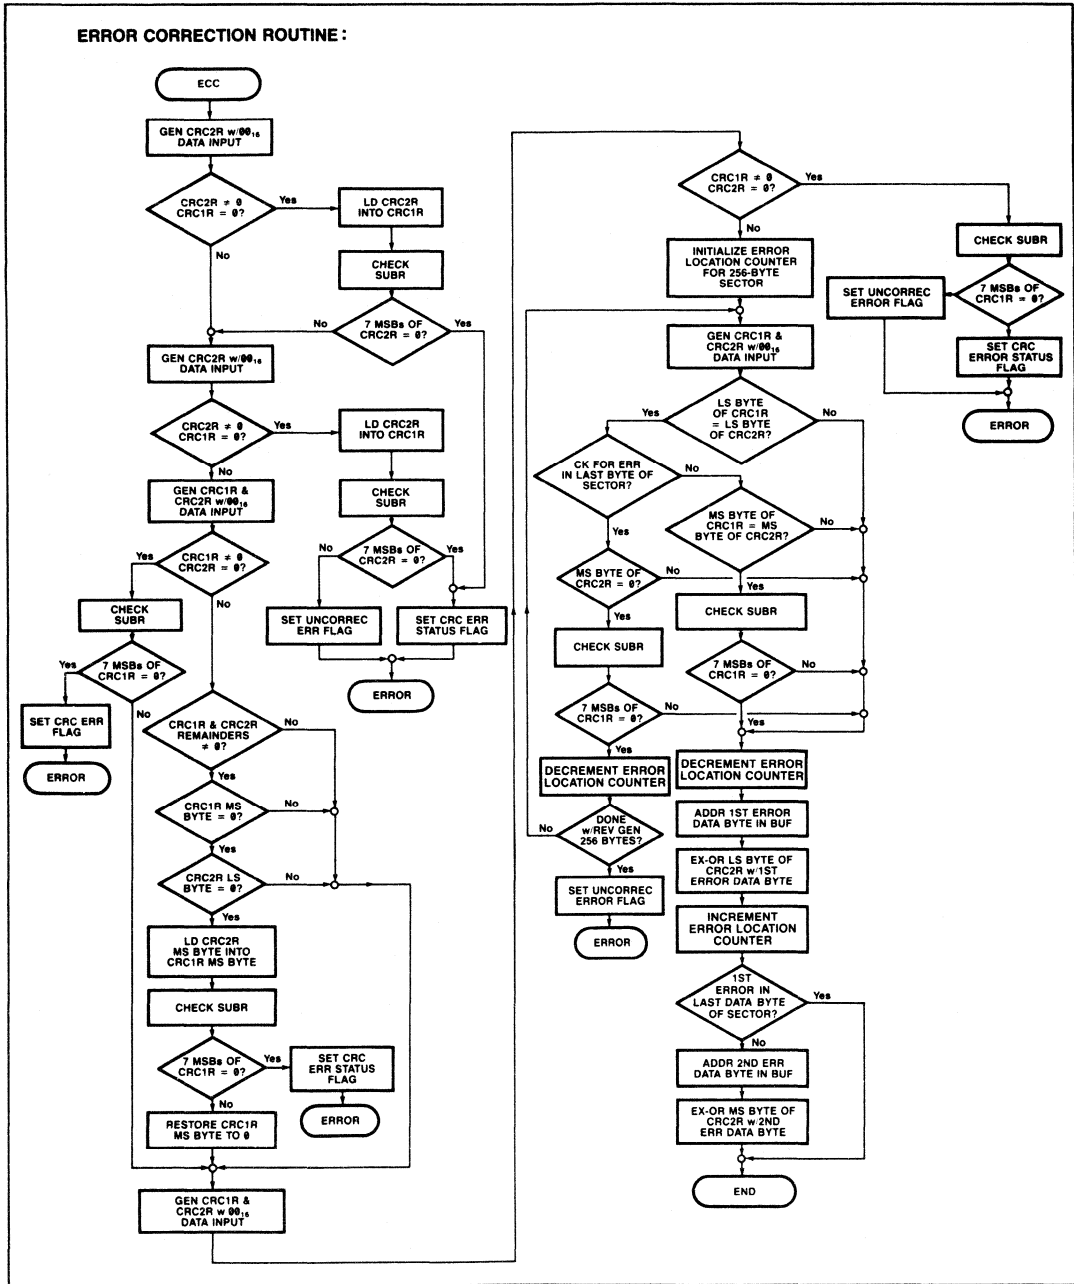 ERROR CORRECTION ROUTINE:
ECC
GEN CRC2R w/00₁₆
DATA INPUT
CRC2R ≠ 0
CRC1R = 0?
Yes
No
LD CRC2R
INTO CRC1R
CHECK
SUBR
7 MSBs OF
CRC2R = 0?
No
Yes
GEN CRC2R w/00₁₆
DATA INPUT
CRC2R ≠ 0
CRC1R = 0?
Yes
No
LD CRC2R
INTO CRC1R
CHECK
SUBR
7 MSBs OF
CRC2R = 0?
No
Yes
SET UNCORREC
ERR FLAG
SET CRC ERR
STATUS FLAG
ERROR
GEN CRC1R &
CRC2R w/00₁₆
DATA INPUT
CRC1R ≠ 0
CRC2R = 0?
Yes
No
CHECK
SUBR
7 MSBs OF
CRC1R = 0?
Yes
No
SET CRC ERR
FLAG
ERROR
CRC1R & CRC2R
REMAINDERS
≠ 0?
No
Yes
CRC1R MS
BYTE = 0?
No
Yes
CRC2R LS
BYTE = 0?
No
Yes
LD CRC2R
MS BYTE INTO
CRC1R MS BYTE
CHECK SUBR
7 MSBs OF
CRC1R = 0?
Yes
No
SET CRC
ERR STATUS
FLAG
ERROR
RESTORE CRC1R
MS BYTE TO 0
GEN CRC1R &
CRC2R w 00₁₆
DATA INPUT
CRC1R ≠ 0
CRC2R = 0?
Yes
No
CHECK SUBR
7 MSBs OF
CRC1R = 0?
SET UNCORREC
ERROR FLAG
SET CRC
ERROR STATUS
FLAG
ERROR
INITIALIZE ERROR
LOCATION COUNTER
FOR 256-BYTE
SECTOR
GEN CRC1R &
CRC2R w/00₁₆
DATA INPUT
LS BYTE
OF CRC1R
= LS BYTE
OF CRC2R?
Yes
No
CK FOR ERR
IN LAST BYTE OF
SECTOR?
No
Yes
MS BYTE OF
CRC1R = MS
BYTE OF CRC2R?
No
Yes
MS BYTE OF
CRC2R = 0?
No
Yes
CHECK SUBR
CHECK SUBR
7 MSBs OF
CRC1R = 0?
No
Yes
7 MSBs OF
CRC1R = 0?
No
Yes
DECREMENT ERROR
LOCATION COUNTER
DONE
w/REV GEN
256 BYTES?
No
Yes
SET UNCORREC
ERROR FLAG
ERROR
DECREMENT ERROR
LOCATION COUNTER
ADDR 1ST ERROR
DATA BYTE IN BUF
EX-OR LS BYTE OF
CRC2R w/1ST
ERROR DATA BYTE
INCREMENT
ERROR LOCATION
COUNTER
1ST
ERROR IN
LAST DATA BYTE
OF SECTOR?
Yes
No
ADDR 2ND ERR
DATA BYTE IN BUF
EX-OR MS BYTE OF
CRC2R w/2ND
ERR DATA BYTE
END